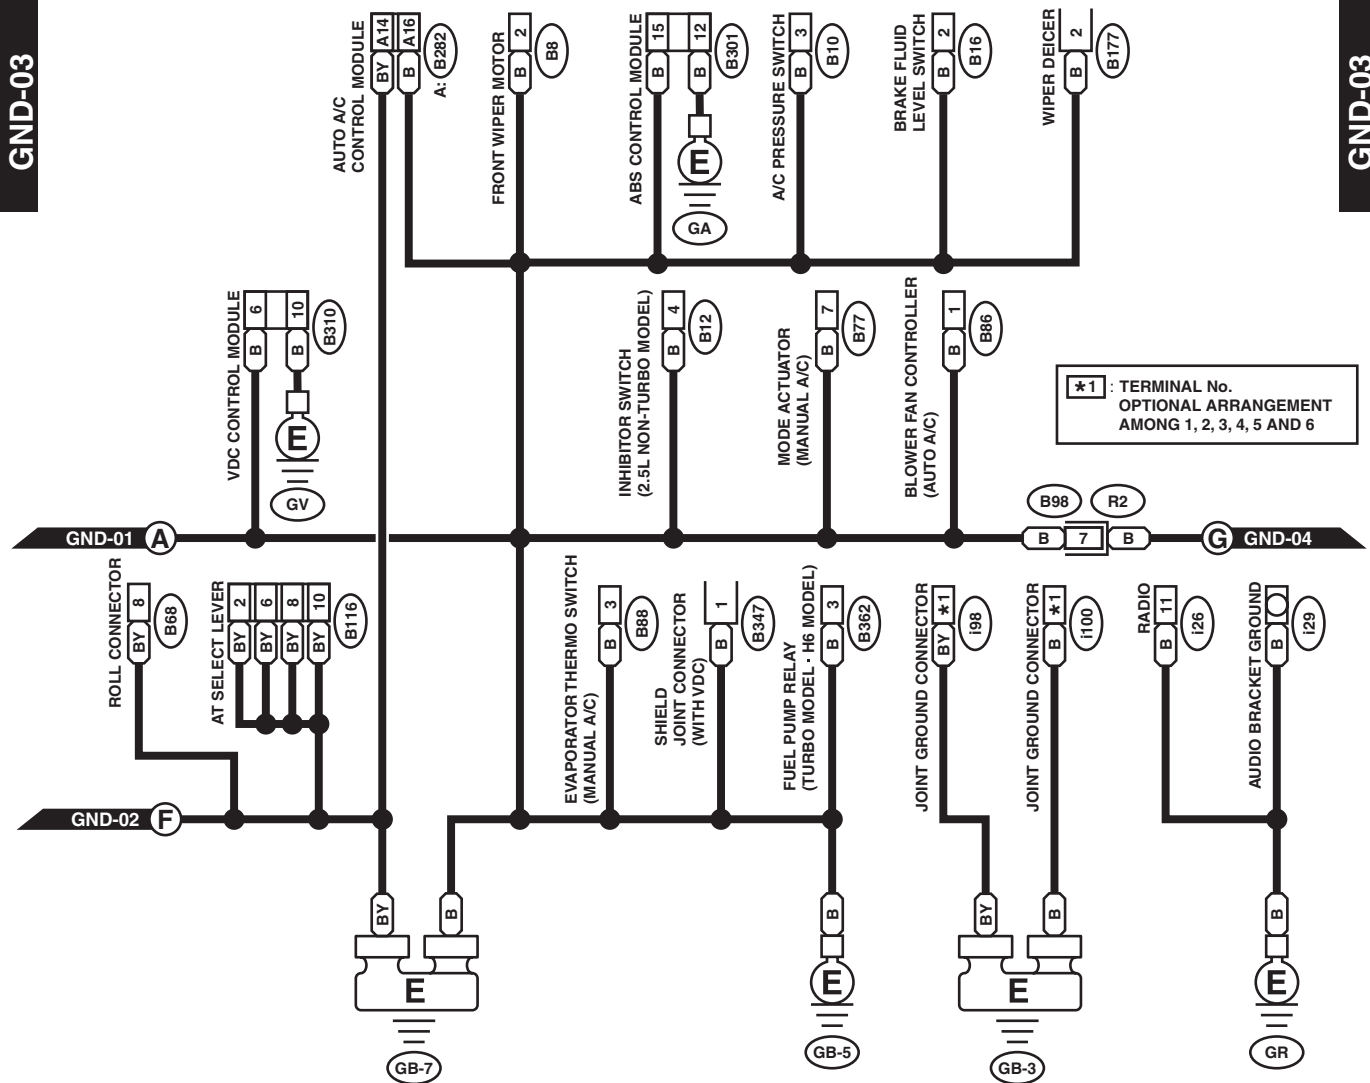 GND-03
GND-03
AUTO A/C
CONTROL MODULE
A14
A16
BY
B
A: B282
FRONT WIPER MOTOR
2
B
B8
ABS CONTROL MODULE
15
12
B
B
B301
E
GA
A/C PRESSURE SWITCH
3
B
B10
BRAKE FLUID
LEVEL SWITCH
2
B
B16
WIPER DEICER
2
B
B177
VDC CONTROL MODULE
6
10
B
B
B310
E
GV
INHIBITOR SWITCH
(2.5L NON-TURBO MODEL)
4
B
B12
MODE ACTUATOR
(MANUAL A/C)
7
B
B77
BLOWER FAN CONTROLLER
(AUTO A/C)
1
B
B86
*1 : TERMINAL No.
OPTIONAL ARRANGEMENT
AMONG 1, 2, 3, 4, 5 AND 6
GND-01 A
B98
R2
B 7 B
G GND-04
ROLL CONNECTOR
8
BY
B68
AT SELECT LEVER
2
6
8
10
BY
BY
BY
BY
B116
EVAPORATOR THERMO SWITCH
(MANUAL A/C)
3
B
B88
SHIELD
JOINT CONNECTOR
(WITH VDC)
1
B
B347
FUEL PUMP RELAY
(TURBO MODEL · H6 MODEL)
3
B
B362
JOINT GROUND CONNECTOR
*1
BY
i98
JOINT GROUND CONNECTOR
*1
B
i100
RADIO
11
B
i26
AUDIO BRACKET GROUND
B
i29
GND-02 F
BY
B
E
GB-7
B
E
GB-5
BY
B
E
GB-3
B
E
GR